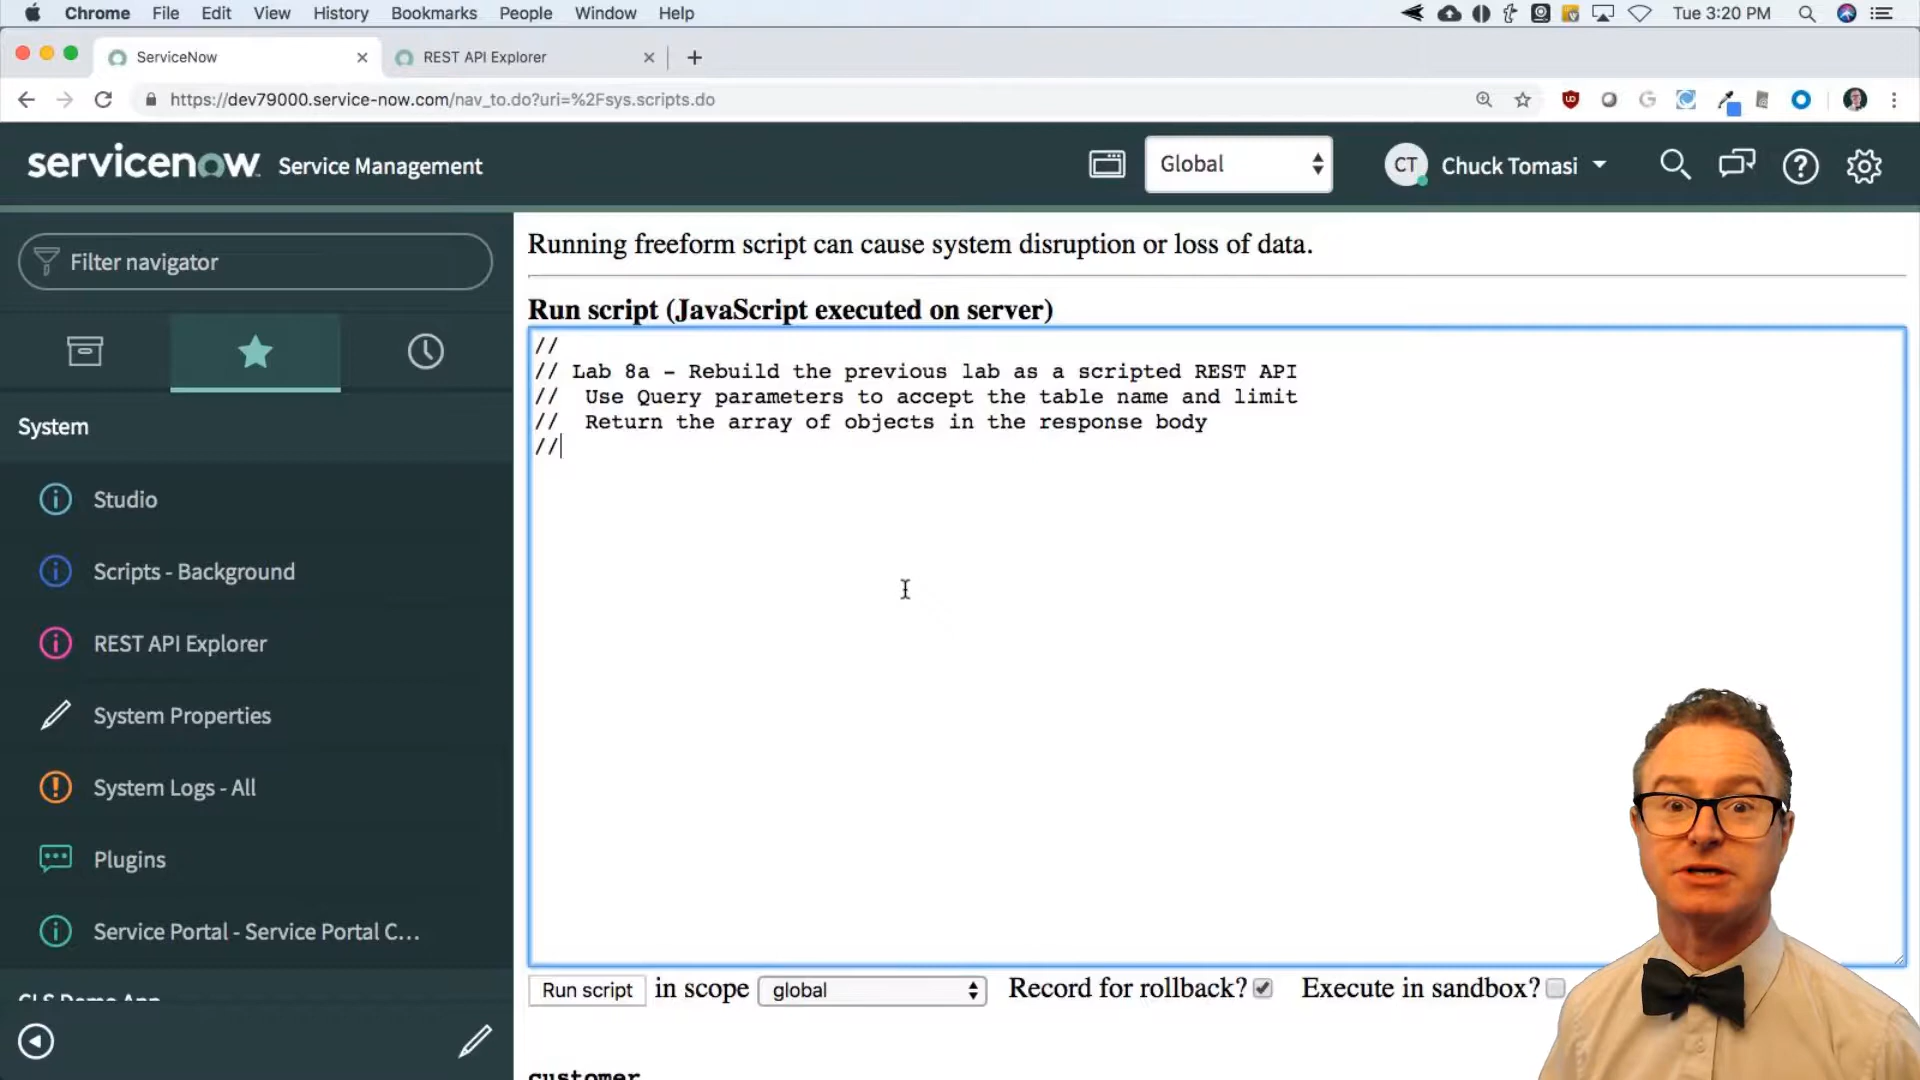 Chrome File Edit View History Bookmarks People Window Help Tue 3:20 PM
ServiceNow REST API Explorer
https://dev79000.service-now.com/nav_to.do?uri=%2Fsys.scripts.do
servicenow Service Management Global CT Chuck Tomasi
Filter navigator
System
Studio
Scripts - Background
REST API Explorer
System Properties
System Logs - All
Plugins
Service Portal - Service Portal C...
Running freeform script can cause system disruption or loss of data.
Run script (JavaScript executed on server)
//
// Lab 8a - Rebuild the previous lab as a scripted REST API
// Use Query parameters to accept the table name and limit
// Return the array of objects in the response body
//
Run script in scope global Record for rollback? Execute in sandbox?
customer